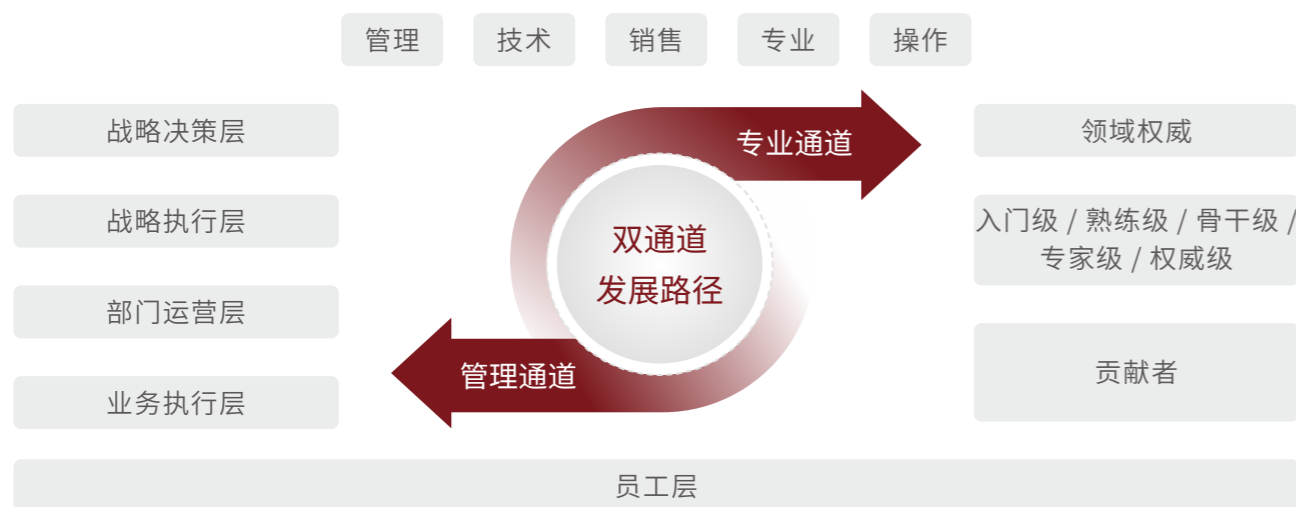 管理 技术 销售 专业 操作
战略决策层
战略执行层
部门运营层
业务执行层
专业通道
双通道
发展路径
管理通道
领域权威
入门级 / 熟练级 / 骨干级 /
专家级 / 权威级
贡献者
员工层